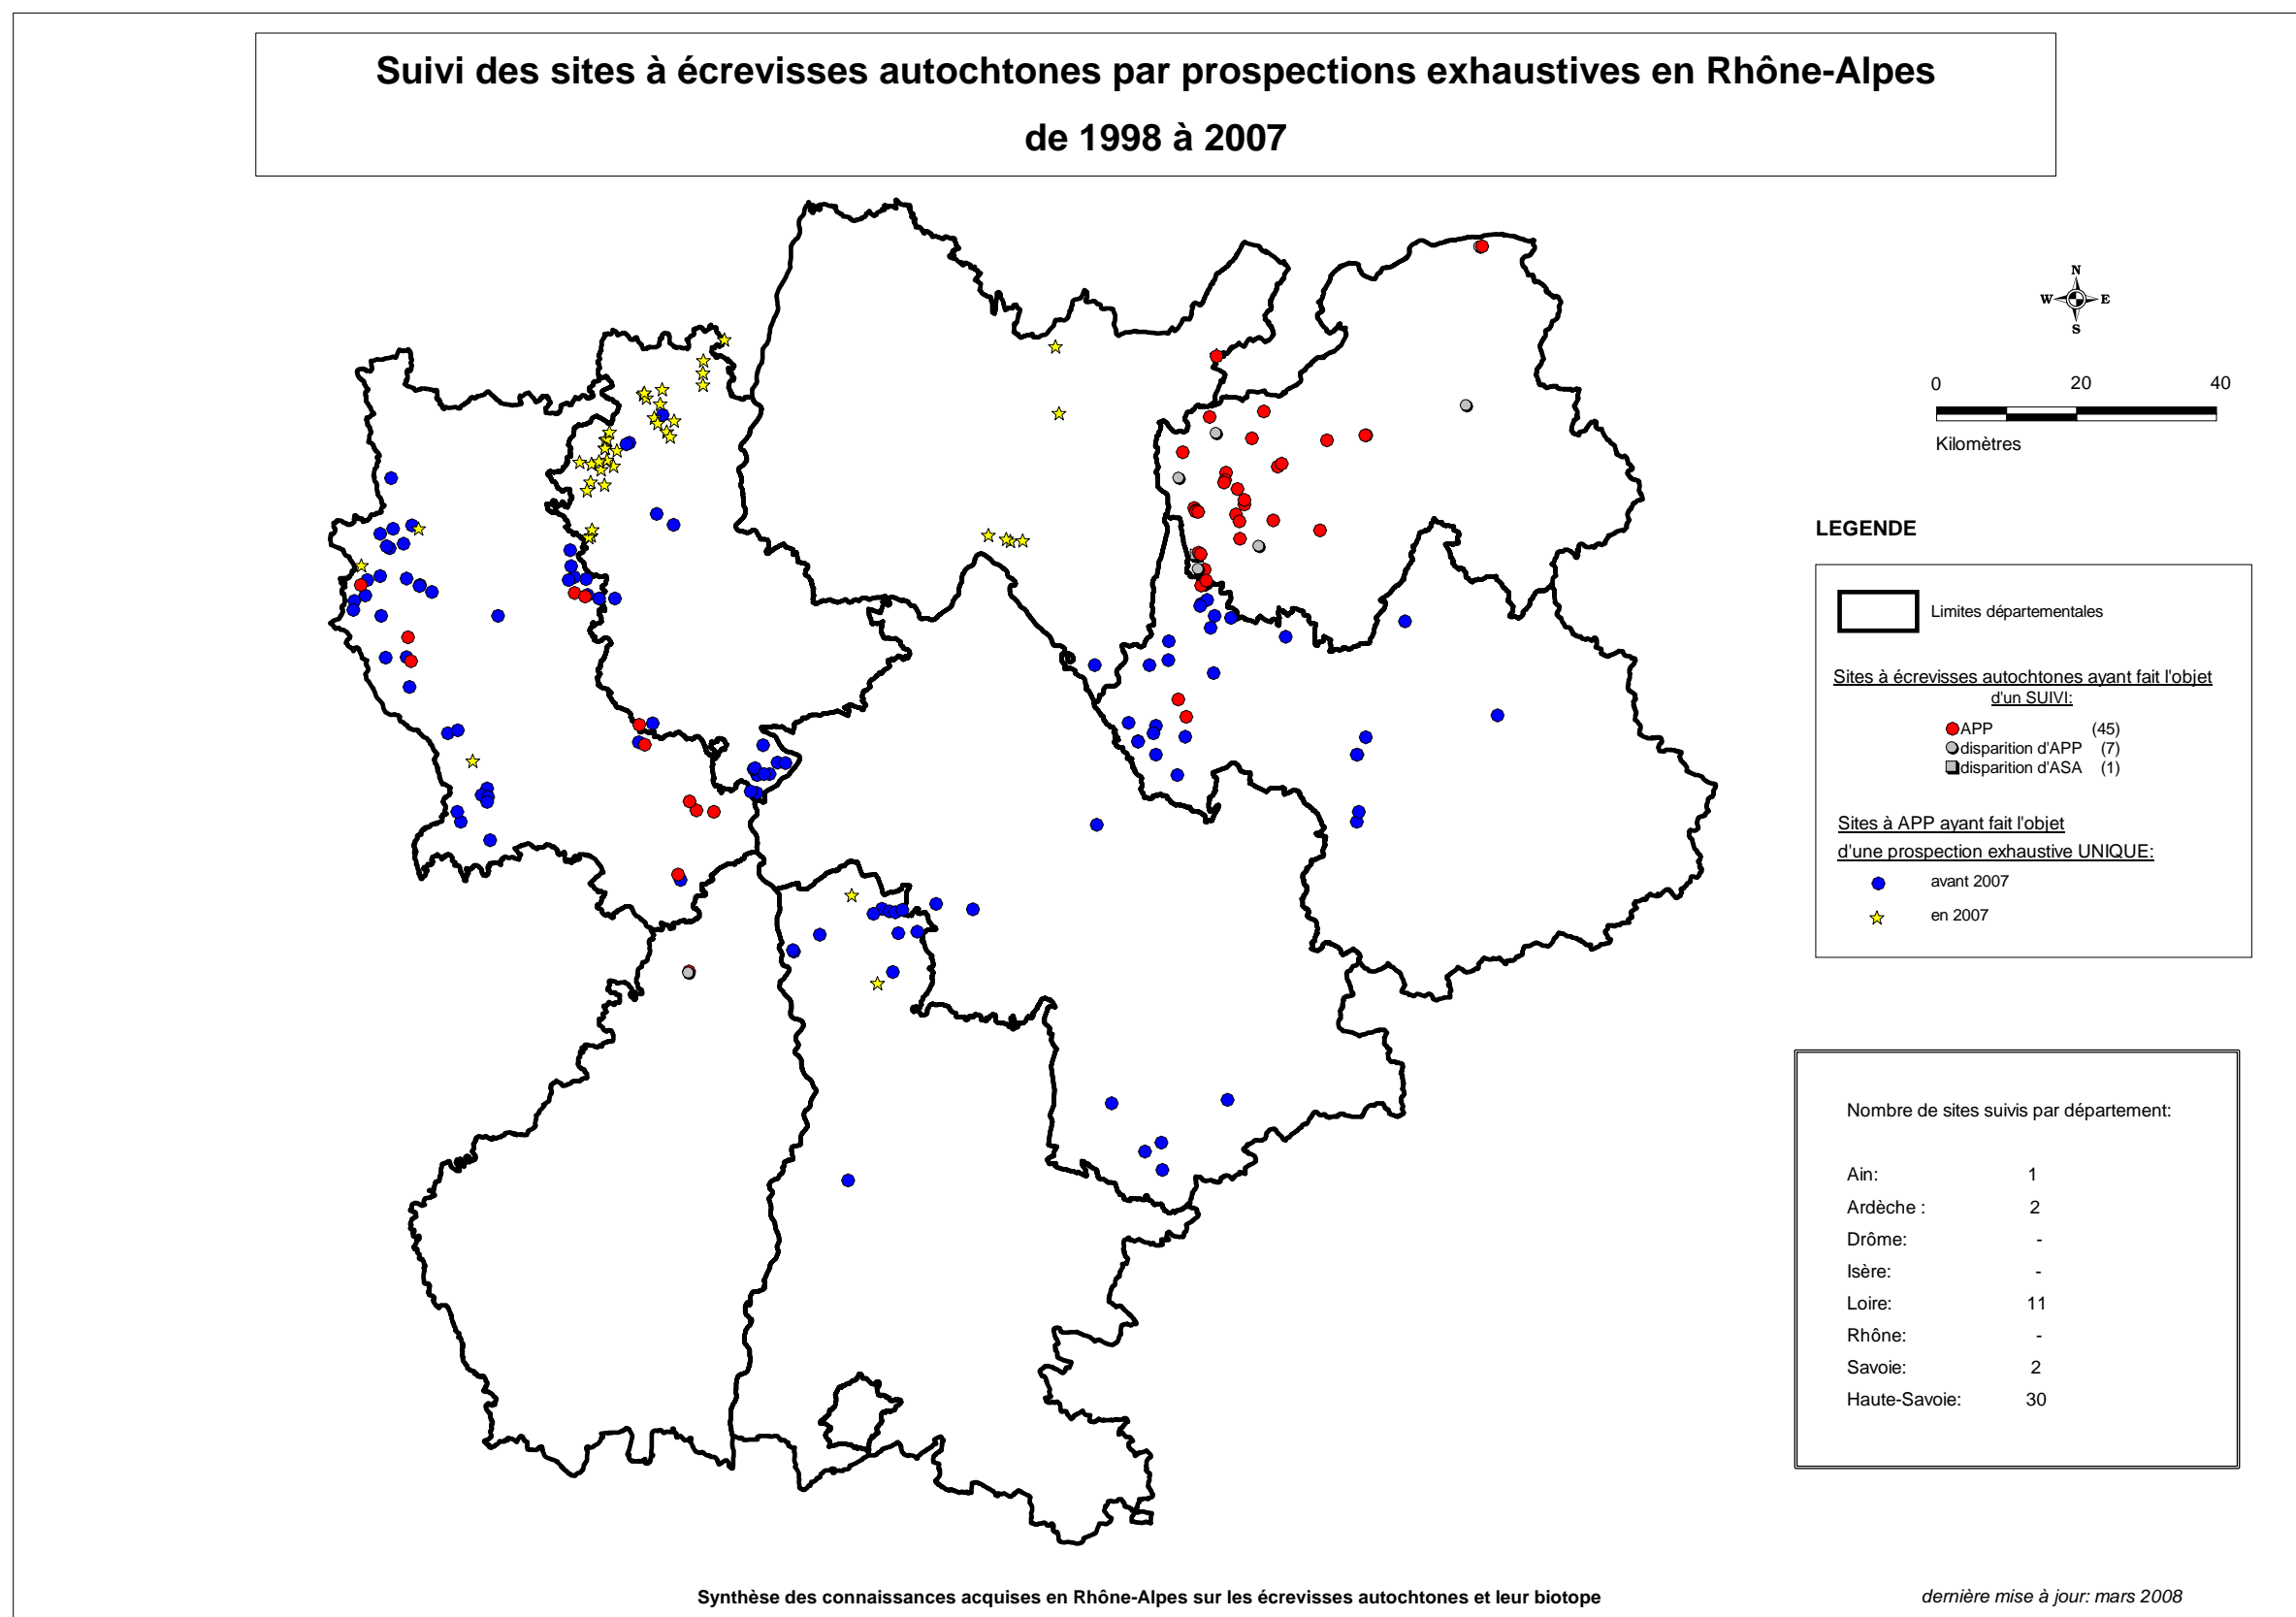 Suivi des sites à écrevisses autochtones par prospections exhaustives en Rhône-Alpes
de 1998 à 2007
N
W E
S
0 20 40
Kilomètres
LEGENDE
Limites départementales
Sites à écrevisses autochtones ayant fait l'objet
d'un SUIVI:
APP (45)
disparition d'APP (7)
disparition d'ASA (1)
Sites à APP ayant fait l'objet
d'une prospection exhaustive UNIQUE:
avant 2007
en 2007
Nombre de sites suivis par département:
Ain: 1
Ardèche : 2
Drôme: -
Isère: -
Loire: 11
Rhône: -
Savoie: 2
Haute-Savoie: 30
Synthèse des connaissances acquises en Rhône-Alpes sur les écrevisses autochtones et leur biotope
dernière mise à jour: mars 2008